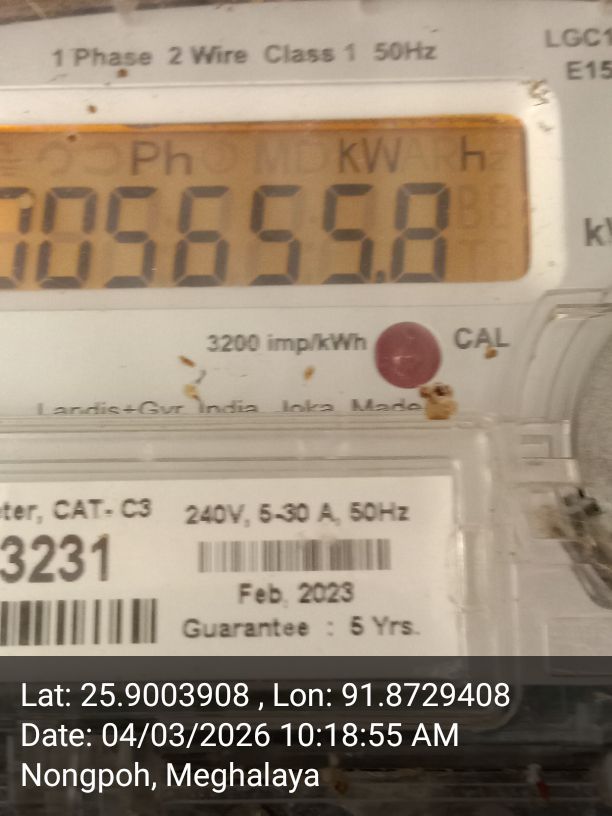 1 Phase 2 Wire Class 1 50Hz
LGC1
E15
Ph kWh
005655.8
k
3200 imp/kWh CAL
Landis+Gyr India Joka Made
ter, CAT- C3
240V, 5-30 A, 50Hz
3231
Feb, 2023
Guarantee : 5 Yrs.
Lat: 25.9003908 , Lon: 91.8729408
Date: 04/03/2026 10:18:55 AM
Nongpoh, Meghalaya